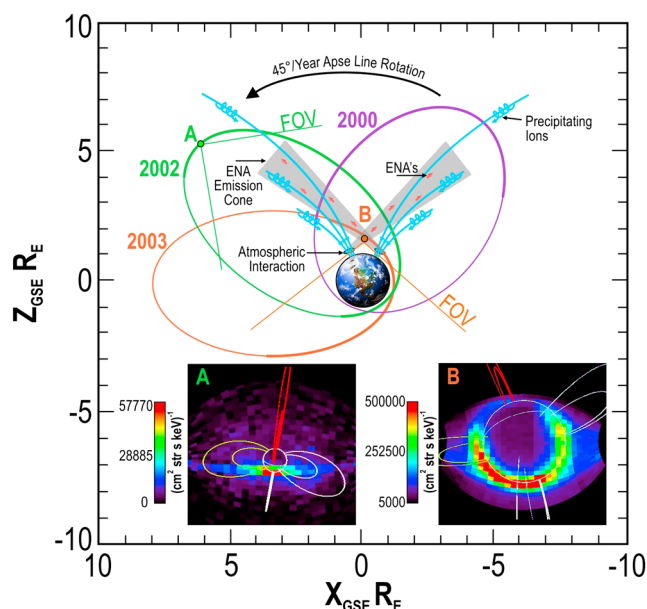 10
45°/Year Apse Line Rotation
FOV
2000
Precipitating
Ions
A
5
2002
ENA
Emission
Cone
ENA's
B
2003
Atmospheric
Interaction
0
FOV
Z_GSE R_E
A
57770
28885
0
(cm² str s keV)⁻¹
B
500000
252500
5000
(cm² str s keV)⁻¹
-5
-10
10
5
0
-5
-10
X_GSE R_E